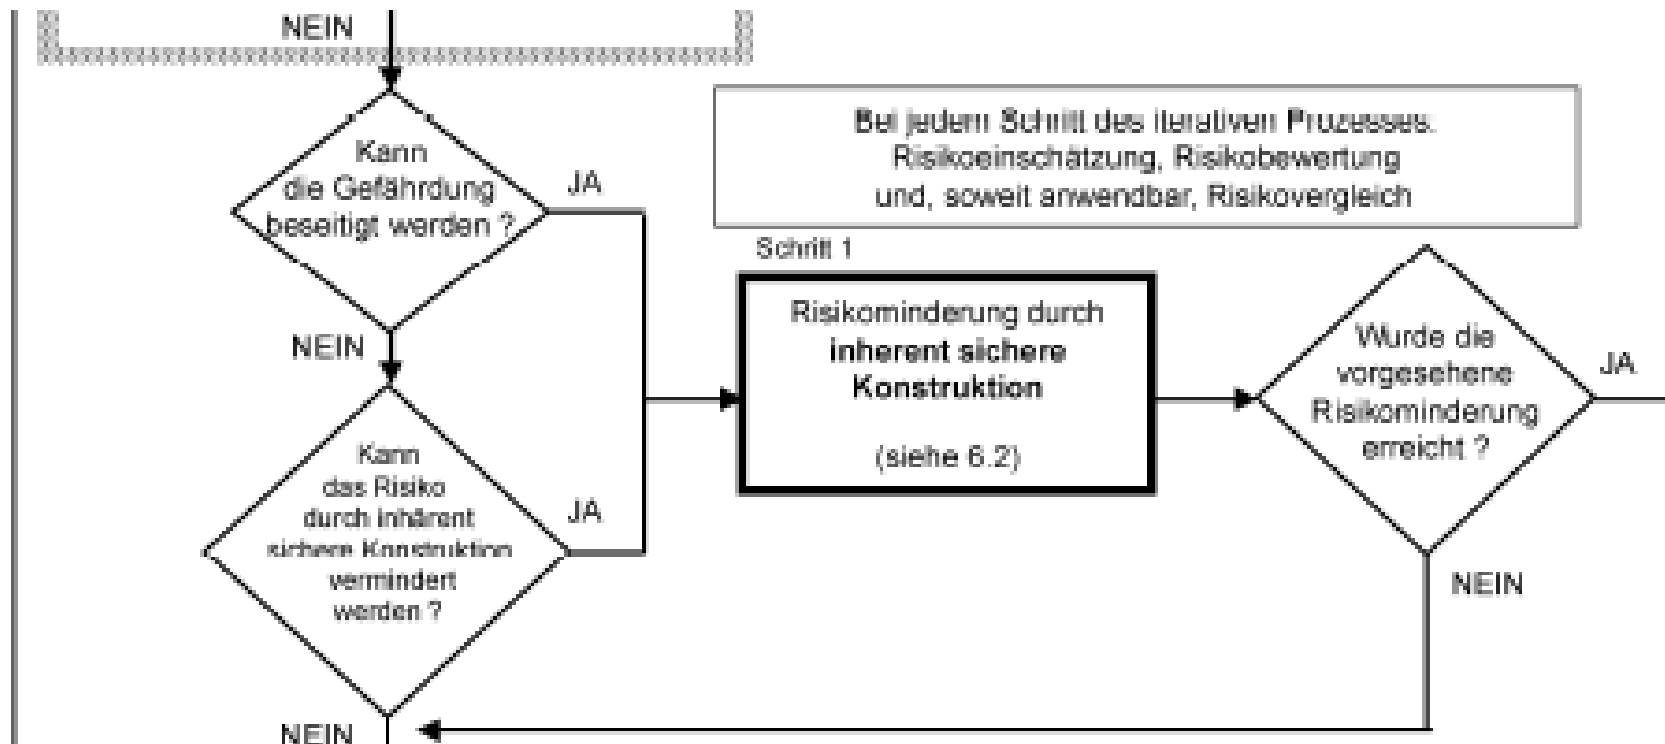 NEIN
Kann
die Gefährdung
beseitigt werden ?
JA
NEIN
Kann
das Risiko
durch inhärent
sichere Konstruktion
vermindert
werden ?
JA
NEIN
Bei jedem Schritt des iterativen Prozesses:
Risikoeinschätzung, Risikobewertung
und, soweit anwendbar, Risikovergleich
Schritt 1
Risikominderung durch
inherent sichere
Konstruktion
(siehe 6.2)
Wurde die
vorgesehene
Risikominderung
erreicht ?
JA
NEIN